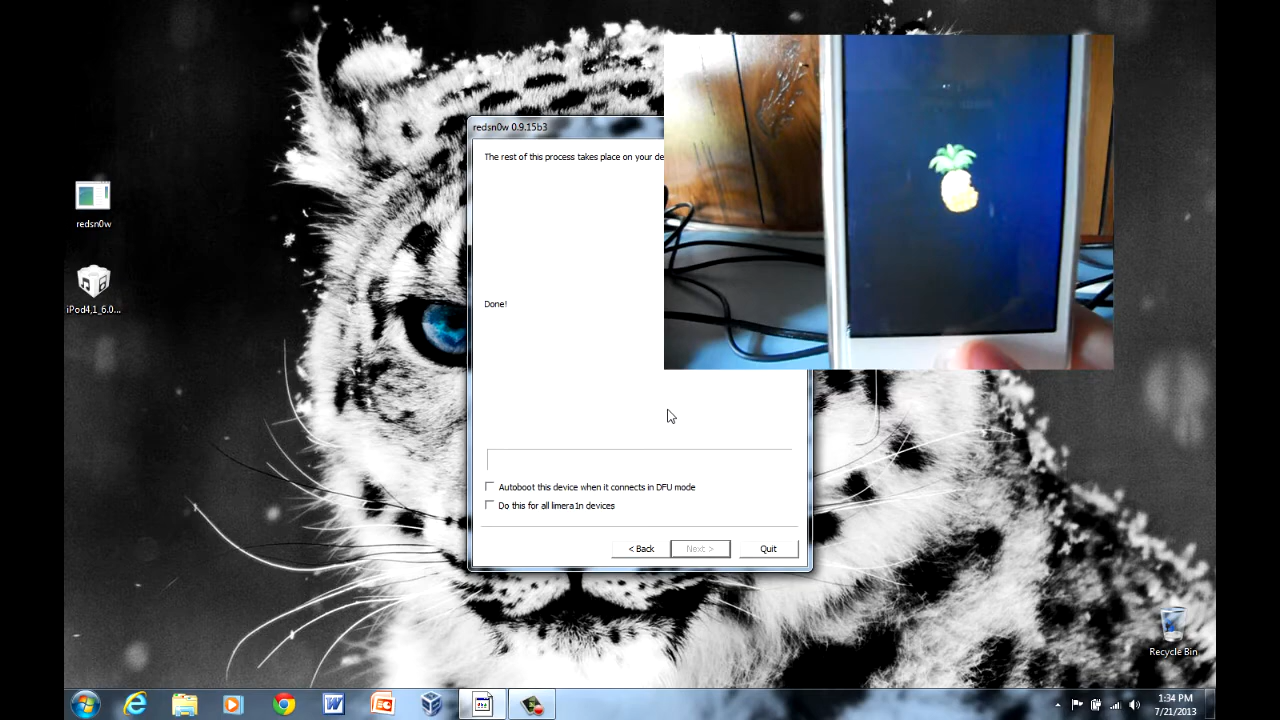 redsn0w 0.9.15b3
The rest of this process takes place on your de
redsn0w
iPod4,1_6.0...
Done!
Autoboot this device when it connects in DFU mode
Do this for all limera1n devices
< Back
Next >
Quit
Recycle Bin
1:34 PM
7/21/2013